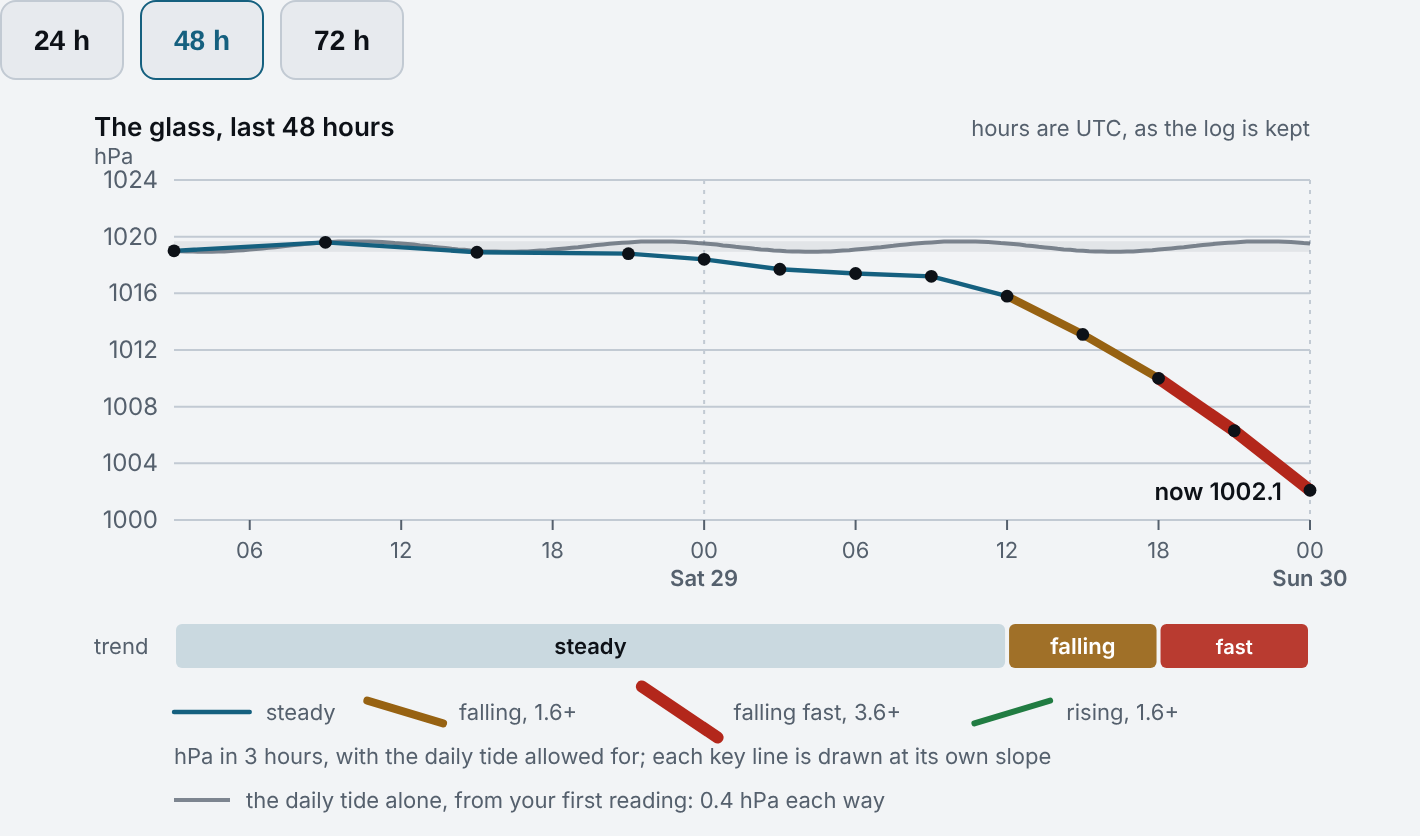 24 h 48 h 72 h
The glass, last 48 hours hours are UTC, as the log is kept
hPa
1024
1020
1016
1012
1008
1004
now 1002.1
1000
06 12 18 00 06 12 18 00
Sat 29 Sun 30
trend steady falling fast
steady falling, 1.6+ falling fast, 3.6+ rising, 1.6+
hPa in 3 hours, with the daily tide allowed for; each key line is drawn at its own slope
the daily tide alone, from your first reading: 0.4 hPa each way